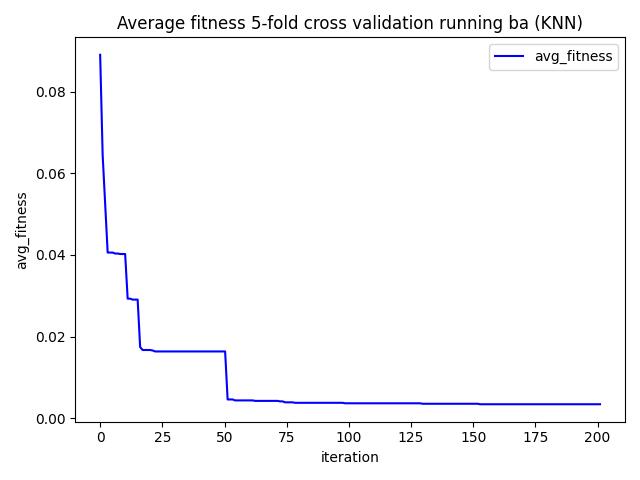 Average fitness 5-fold cross validation running ba (KNN)
avg_fitness
avg_fitness
0.08
0.06
0.04
0.02
0.00
0 25 50 75 100 125 150 175 200
iteration